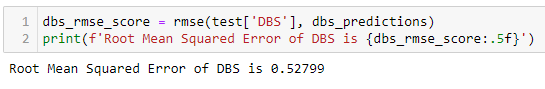 1 dbs_rmse_score = rmse(test['DBS'], dbs_predictions)
2 print(f'Root Mean Squared Error of DBS is {dbs_rmse_score:.5f}')
Root Mean Squared Error of DBS is 0.52799